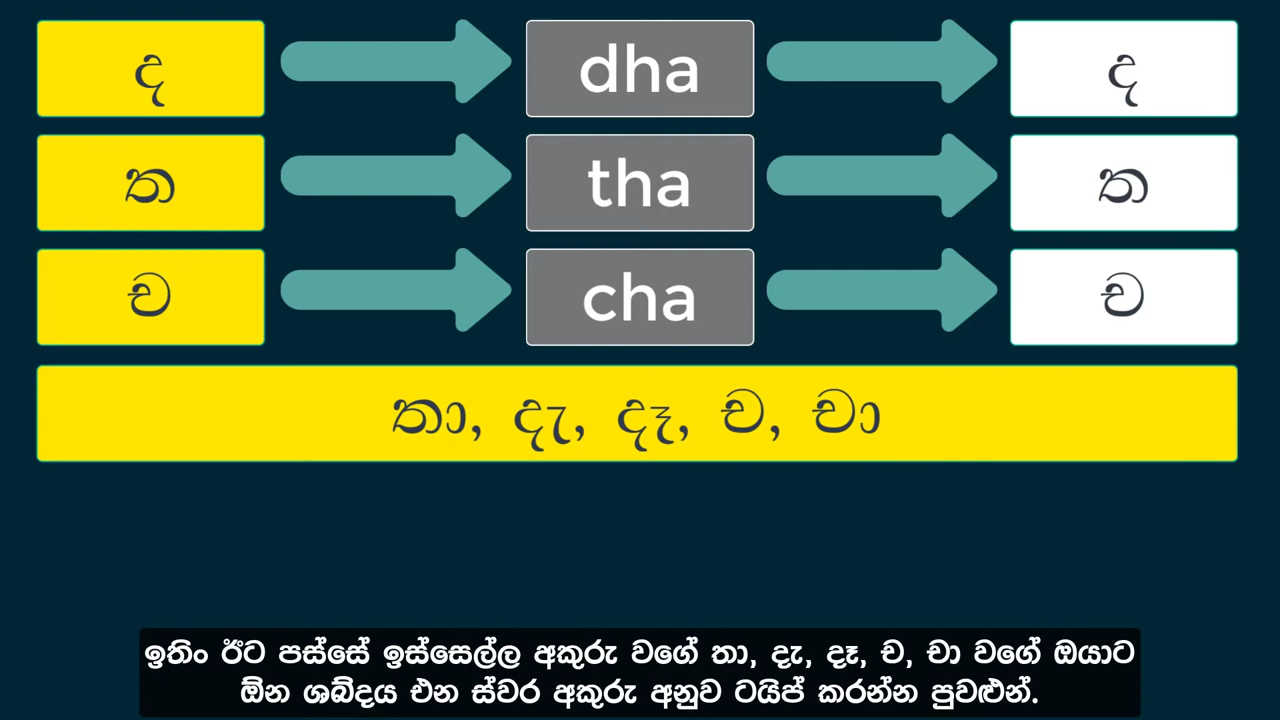 ද dha ද
ත tha ත
ච cha ච
තා, දැ, දෑ, ච, චා
ඉතිං ඊට පස්සේ ඉස්සෙල්ල අකුරු වගේ තා, දැ, දෑ, ච, චා වගේ ඔයාට
ඕන ශබ්දය එන ස්වර අකුරු අනුව ටයිප් කරන්න පුවළුන්.